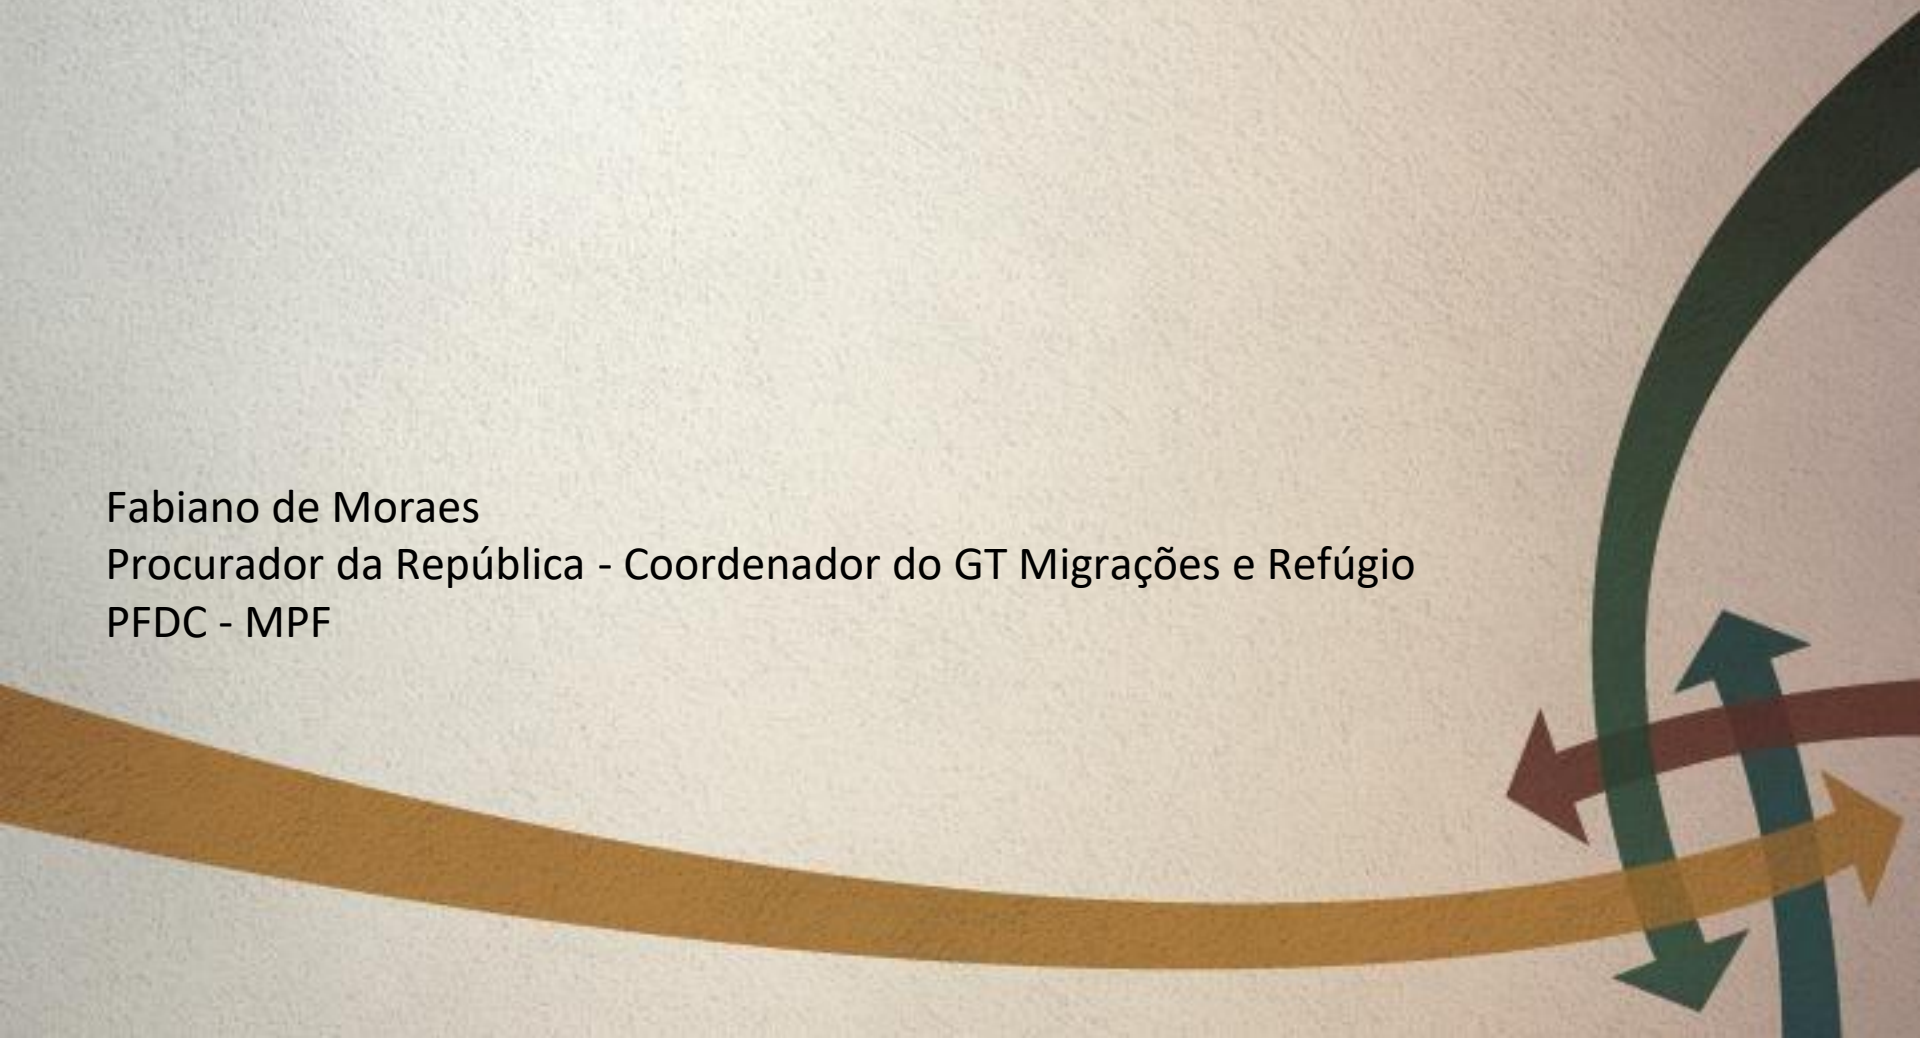 Fabiano de Moraes
Procurador da República - Coordenador do GT Migrações e Refúgio
PFDC - MPF